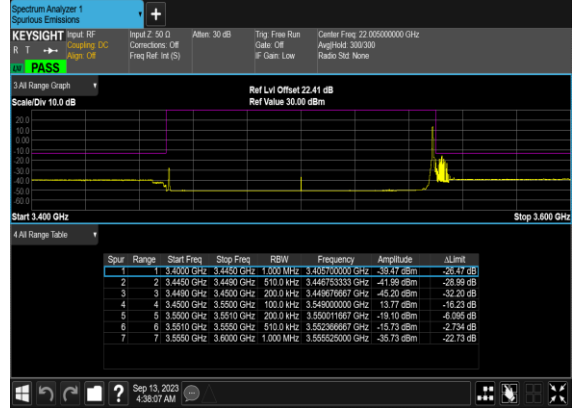 Spectrum Analyzer 1
Spurious Emissions
KEYSIGHT Input: RF Input Z: 50 Ω Atten: 30 dB Trig: Free Run Center Freq: 22.005000000 GHz
R T Coupling: DC Corrections: Off Gate: Off Avg|Hold: 300/300
Align: Off Freq Ref: Int (S) IF Gain: Low Radio Std: None
LW PASS
3 All Range Graph
Ref Lvl Offset 22.41 dB
Scale/Div 10.0 dB Ref Value 30.00 dBm
20.0
10.0
0.00
-10.0
-20.0
-30.0
-40.0
-50.0
-60.0
Start 3.400 GHz Stop 3.600 GHz
4 All Range Table
Spur Range Start Freq Stop Freq RBW Frequency Amplitude ΔLimit
1 1 3.4000 GHz 3.4450 GHz 1.000 MHz 3.405700000 GHz -39.47 dBm -26.47 dB
2 2 3.4450 GHz 3.4490 GHz 510.0 kHz 3.446753333 GHz -41.99 dBm -28.99 dB
3 3 3.4490 GHz 3.4500 GHz 200.0 kHz 3.449676667 GHz -45.20 dBm -32.20 dB
4 4 3.4500 GHz 3.5500 GHz 100.0 kHz 3.549000000 GHz 13.77 dBm -16.23 dB
5 5 3.5500 GHz 3.5510 GHz 200.0 kHz 3.550011667 GHz -19.10 dBm -6.095 dB
6 6 3.5510 GHz 3.5550 GHz 510.0 kHz 3.552366667 GHz -15.73 dBm -2.734 dB
7 7 3.5550 GHz 3.6000 GHz 1.000 MHz 3.555525000 GHz -35.73 dBm -22.73 dB
Sep 13, 2023
4:38:07 AM